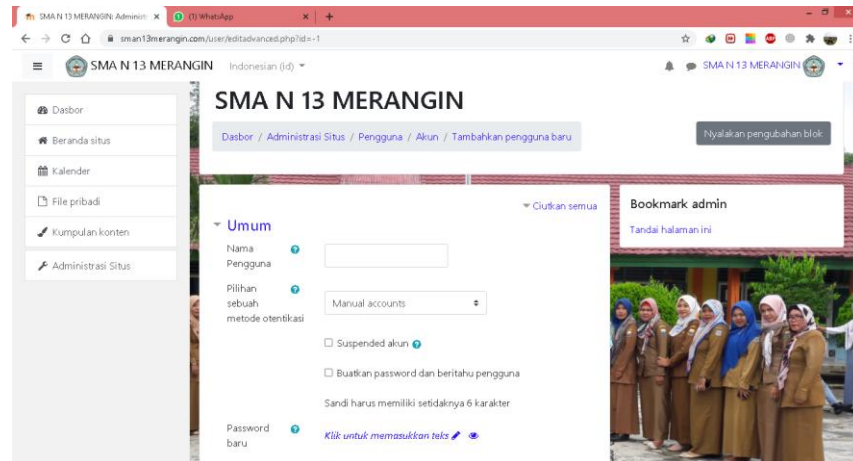 SMA N 13 MERANGIN: Administr
(1) WhatsApp
sman13merangin.com/user/editadvanced.php?id=-1
SMA N 13 MERANGIN
Indonesian (id)
SMA N 13 MERANGIN
Dasbor
Beranda situs
Kalender
File pribadi
Kumpulan konten
Administrasi Situs
SMA N 13 MERANGIN
Dasbor / Administrasi Situs / Pengguna / Akun / Tambahkan pengguna baru
Nyalakan pengubahan blok
Ciutkan semua
Umum
Nama
Pengguna
Pilihan
sebuah
metode otentikasi
Manual accounts
Suspended akun
Buatkan password dan beritahu pengguna
Sandi harus memiliki setidaknya 6 karakter
Password
baru
Klik untuk memasukkan teks
Bookmark admin
Tandai halaman ini